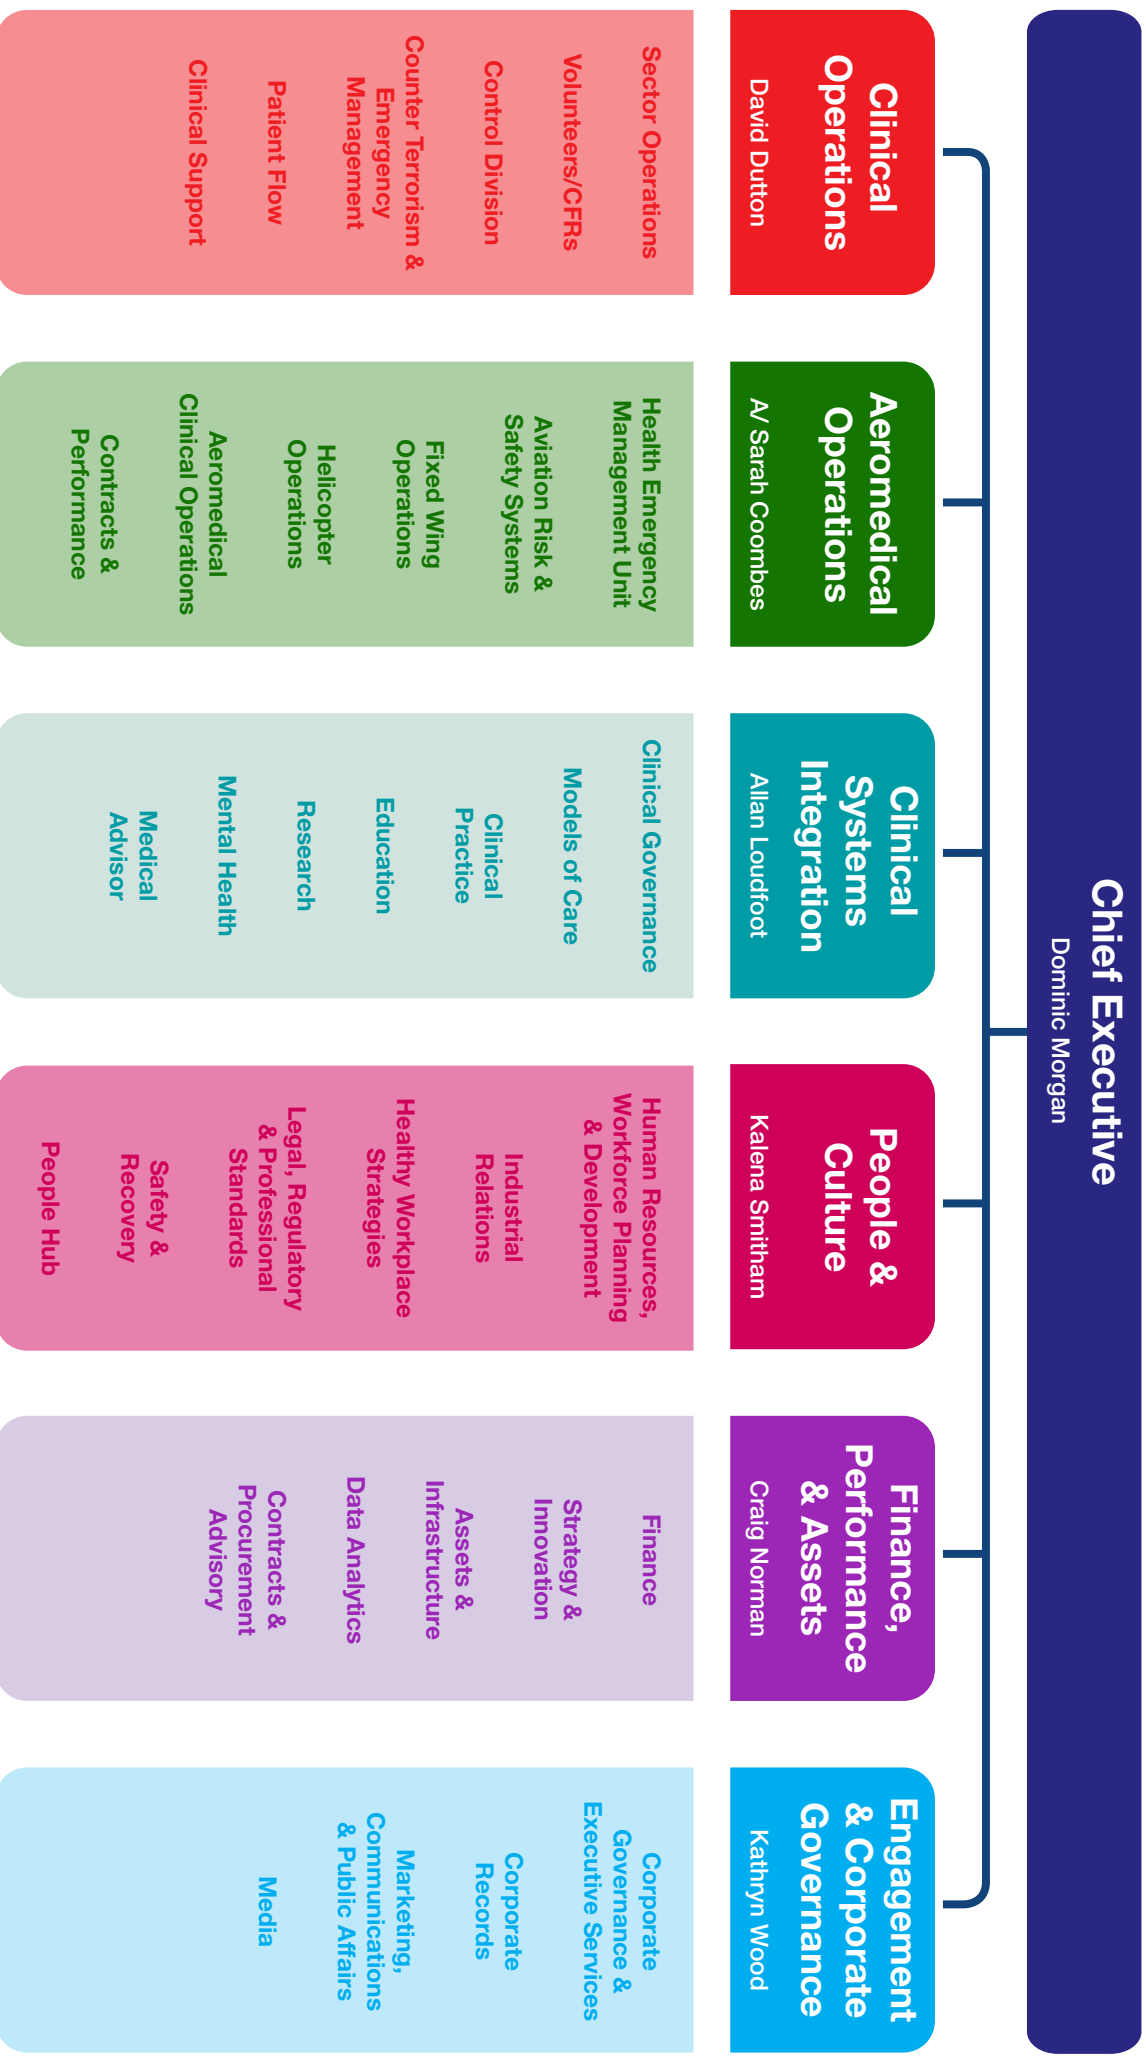 Chief Executive
Dominic Morgan
Clinical
Operations
David Dutton
Sector Operations
Volunteers/CFRs
Control Division
Counter Terrorism &
Emergency
Management
Patient Flow
Clinical Support
Aeromedical
Operations
A/ Sarah Coombes
Health Emergency
Management Unit
Aviation Risk &
Safety Systems
Fixed Wing
Operations
Helicopter
Operations
Aeromedical
Clinical Operations
Contracts &
Performance
Clinical
Systems
Integration
Allan Loudfoot
Clinical Governance
Models of Care
Clinical
Practice
Education
Research
Mental Health
Medical
Advisor
People &
Culture
Kalena Smitham
Human Resources,
Workforce Planning
& Development
Industrial
Relations
Healthy Workplace
Strategies
Legal, Regulatory
& Professional
Standards
Safety &
Recovery
People Hub
Finance,
Performance
& Assets
Craig Norman
Finance
Strategy &
Innovation
Assets &
Infrastructure
Data Analytics
Contracts &
Procurement
Advisory
Engagement
& Corporate
Governance
Kathryn Wood
Corporate
Governance &
Executive Services
Corporate
Records
Marketing,
Communications
& Public Affairs
Media